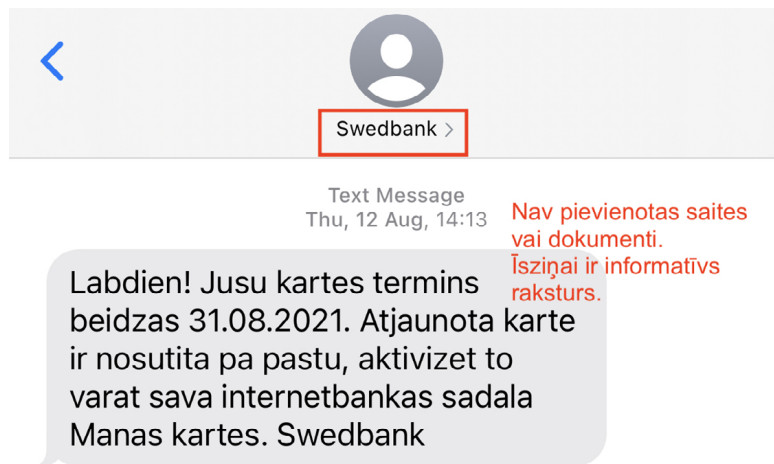 Swedbank >
Text Message
Thu, 12 Aug, 14:13
Nav pievienotas saites
vai dokumenti.
Īsziņai ir informatīvs
raksturs.
Labdien! Jusu kartes termins
beidzas 31.08.2021. Atjaunota karte
ir nosutita pa pastu, aktivizet to
varat sava internetbankas sadala
Manas kartes. Swedbank